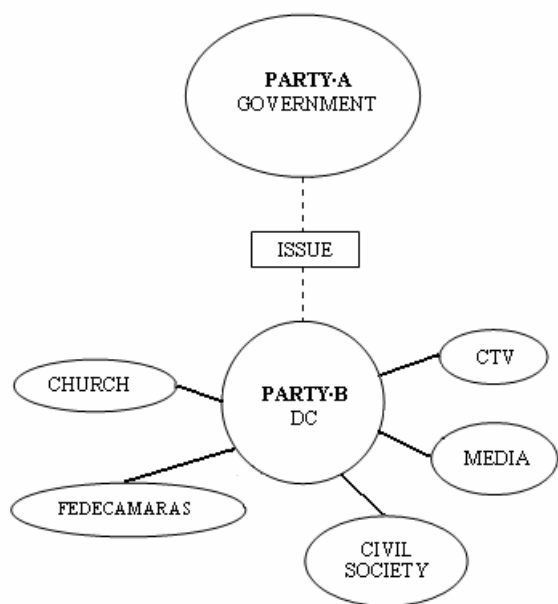 PARTY·A
GOVERNMENT
ISSUE
CTV
CHURCH
PARTY·B
DC
MEDIA
FEDECAMARAS
CIVIL
SOCIETY